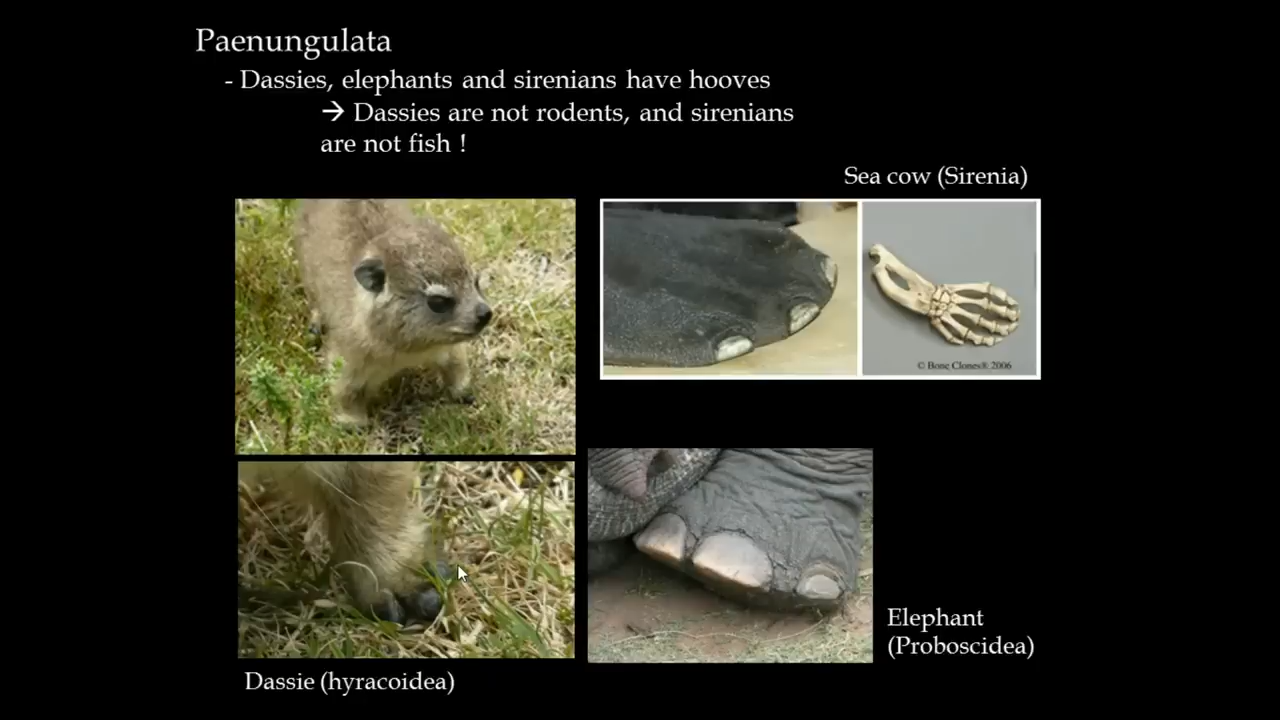 Paenungulata
- Dassies, elephants and sirenians have hooves
→ Dassies are not rodents, and sirenians
are not fish !
Sea cow (Sirenia)
© Bone Clones® 2006
Elephant
(Proboscidea)
Dassie (hyracoidea)